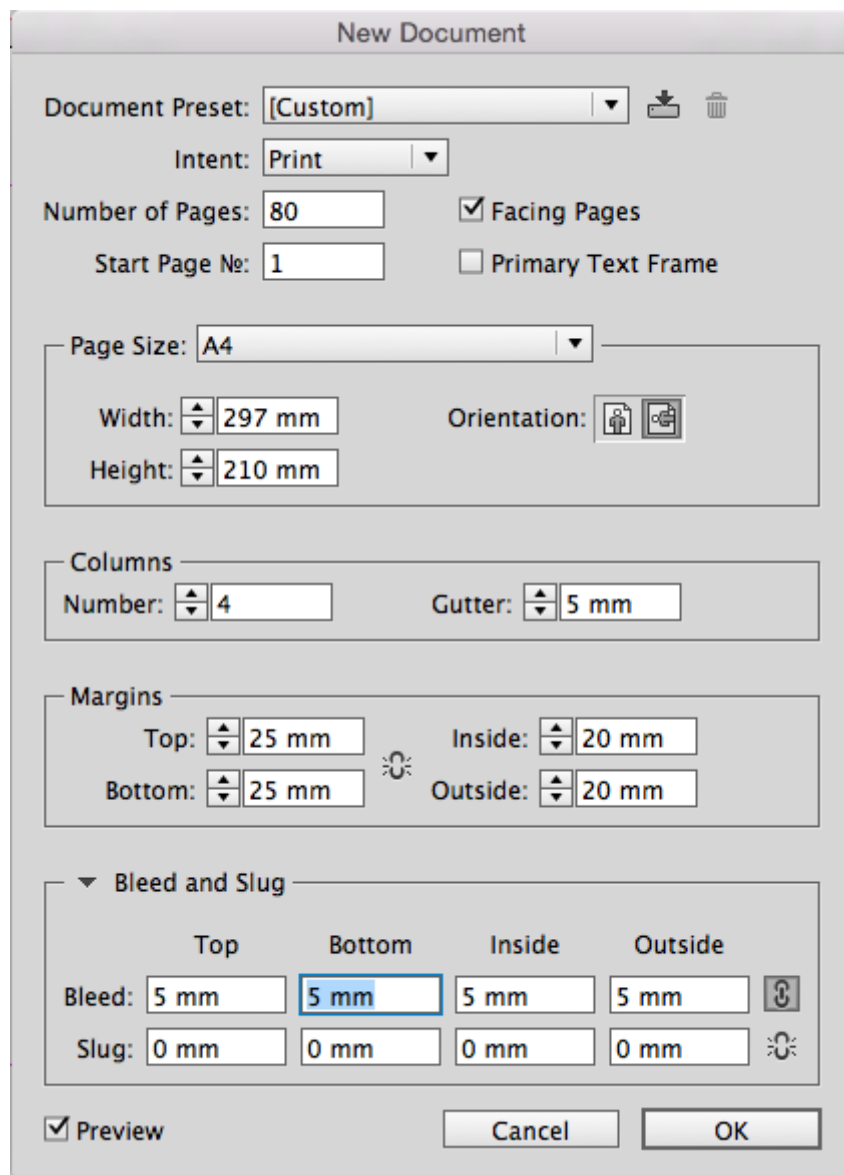 New Document
Document Preset: [Custom]
Intent: Print
Number of Pages: 80 Facing Pages
Start Page №: 1 Primary Text Frame
Page Size: A4
Width: 297 mm Orientation:
Height: 210 mm
Columns
Number: 4 Gutter: 5 mm
Margins
Top: 25 mm Inside: 20 mm
Bottom: 25 mm Outside: 20 mm
Bleed and Slug
Top Bottom Inside Outside
Bleed: 5 mm 5 mm 5 mm 5 mm
Slug: 0 mm 0 mm 0 mm 0 mm
Preview Cancel OK